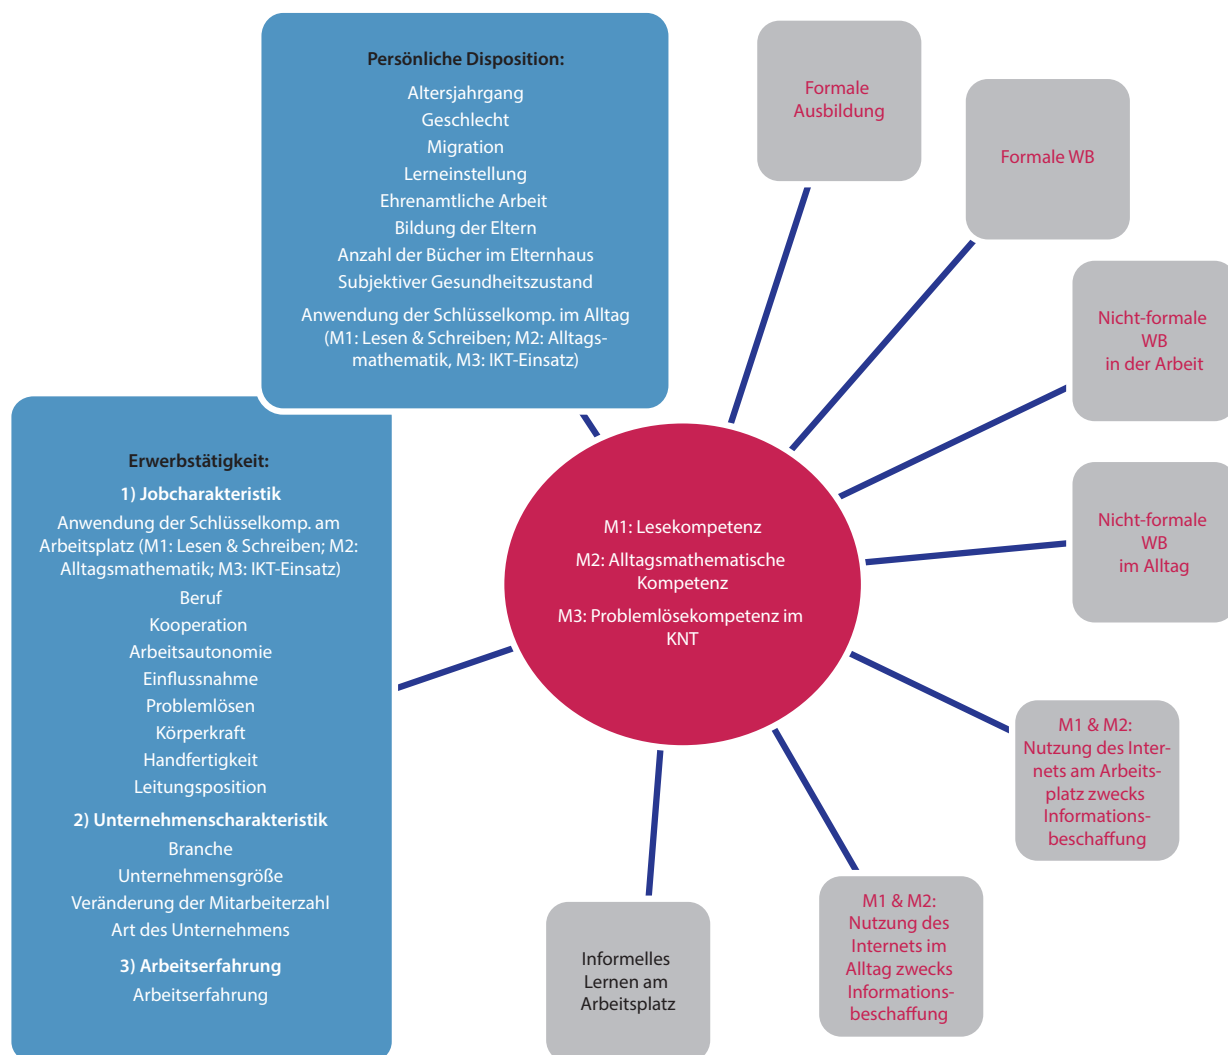 Persönliche Disposition:
Altersjahrgang
Geschlecht
Migration
Lerneinstellung
Ehrenamtliche Arbeit
Bildung der Eltern
Anzahl der Bücher im Elternhaus
Subjektiver Gesundheitszustand
Anwendung der Schlüsselkomp. im Alltag
(M1: Lesen & Schreiben; M2: Alltags-
mathematik, M3: IKT-Einsatz)
Erwerbstätigkeit:
1) Jobcharakteristik
Anwendung der Schlüsselkomp. am
Arbeitsplatz (M1: Lesen & Schreiben; M2:
Alltagsmathematik; M3: IKT-Einsatz)
Beruf
Kooperation
Arbeitsautonomie
Einflussnahme
Problemlösen
Körperkraft
Handfertigkeit
Leitungsposition
2) Unternehmenscharakteristik
Branche
Unternehmensgröße
Veränderung der Mitarbeiterzahl
Art des Unternehmens
3) Arbeitserfahrung
Arbeitserfahrung
M1: Lesekompetenz
M2: Alltagsmathematische
Kompetenz
M3: Problemlösekompetenz im
KNT
Formale
Ausbildung
Formale WB
Nicht-formale
WB
in der Arbeit
Nicht-formale
WB
im Alltag
M1 & M2:
Nutzung des Inter-
nets am Arbeits-
platz zwecks
Informations-
beschaffung
M1 & M2:
Nutzung des
Internets im
Alltag zwecks
Informations-
beschaffung
Informelles
Lernen am
Arbeitsplatz